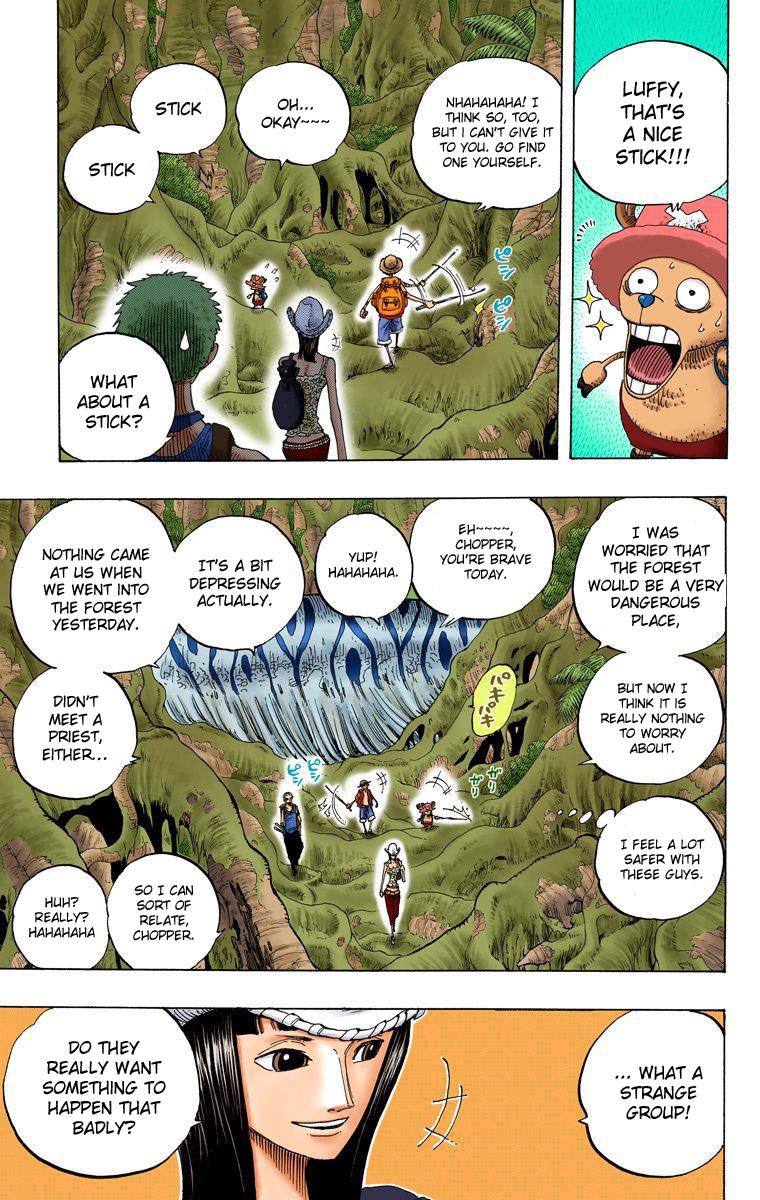 LUFFY,
THAT'S
A NICE
STICK!!!
NHAHAHAHA! I
THINK SO, TOO,
BUT I CAN'T GIVE IT
TO YOU. GO FIND
ONE YOURSELF.
OH...
OKAY~~~
STICK
STICK
ピシ
ピシ
WHAT
ABOUT A
STICK?
I WAS
WORRIED THAT
THE FOREST
WOULD BE A VERY
DANGEROUS
PLACE,
BUT NOW I
THINK IT IS
REALLY NOTHING
TO WORRY
ABOUT.
I FEEL A LOT
SAFER WITH
THESE GUYS.
EH~~~~,
CHOPPER,
YOU'RE BRAVE
TODAY.
YUP!
HAHAHAHA.
パキ
パキ
ピシ
ピシ
IT'S A BIT
DEPRESSING
ACTUALLY.
NOTHING CAME
AT US WHEN
WE WENT INTO
THE FOREST
YESTERDAY.
DIDN'T
MEET A
PRIEST,
EITHER...
SO I CAN
SORT OF
RELATE,
CHOPPER.
HUH?
REALLY?
HAHAHAHA
... WHAT A
STRANGE
GROUP!
DO THEY
REALLY WANT
SOMETHING TO
HAPPEN THAT
BADLY?